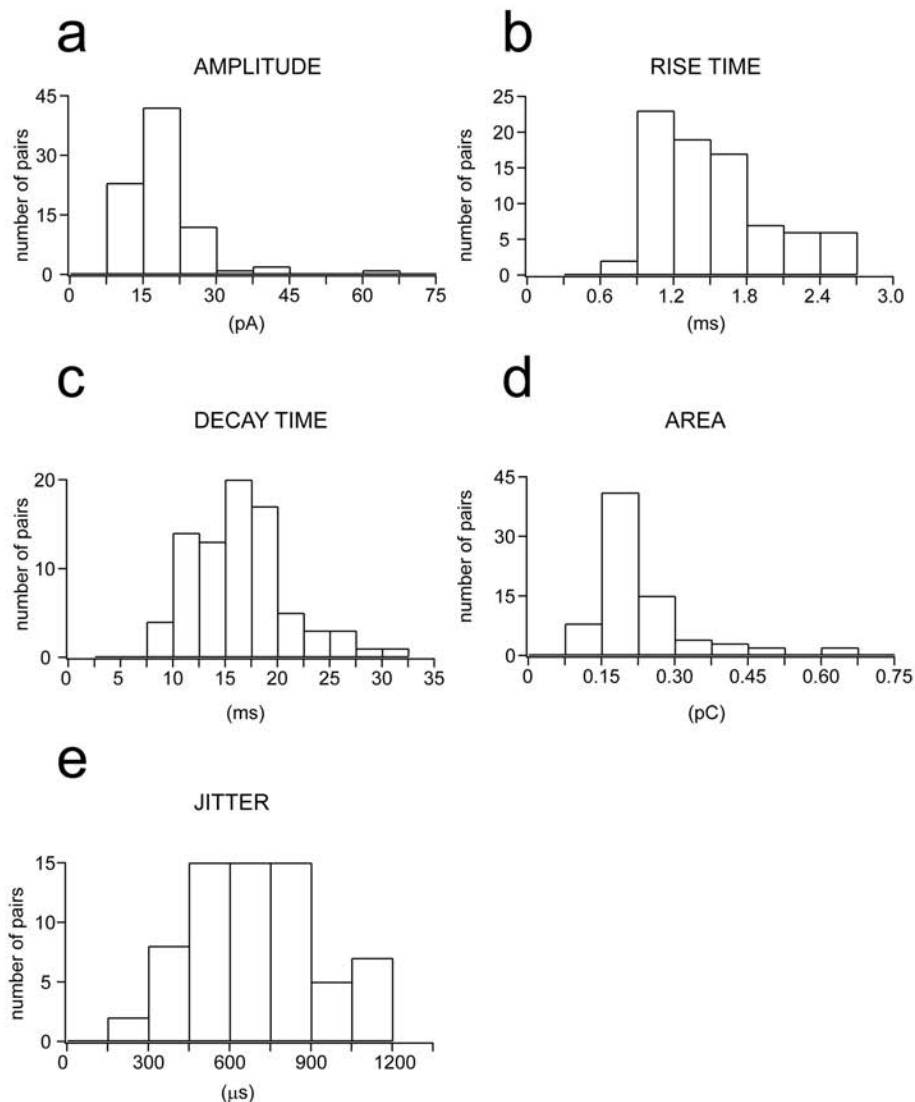 a
AMPLITUDE
number of pairs
45
30
15
0
0 15 30 45 60 75
(pA)
b
RISE TIME
number of pairs
25
20
15
10
5
0
0 0.6 1.2 1.8 2.4 3.0
(ms)
c
DECAY TIME
number of pairs
20
10
0
0 5 10 15 20 25 30 35
(ms)
d
AREA
number of pairs
45
30
15
0
0 0.15 0.30 0.45 0.60 0.75
(pC)
e
JITTER
number of pairs
15
10
5
0
0 300 600 900 1200
(μs)